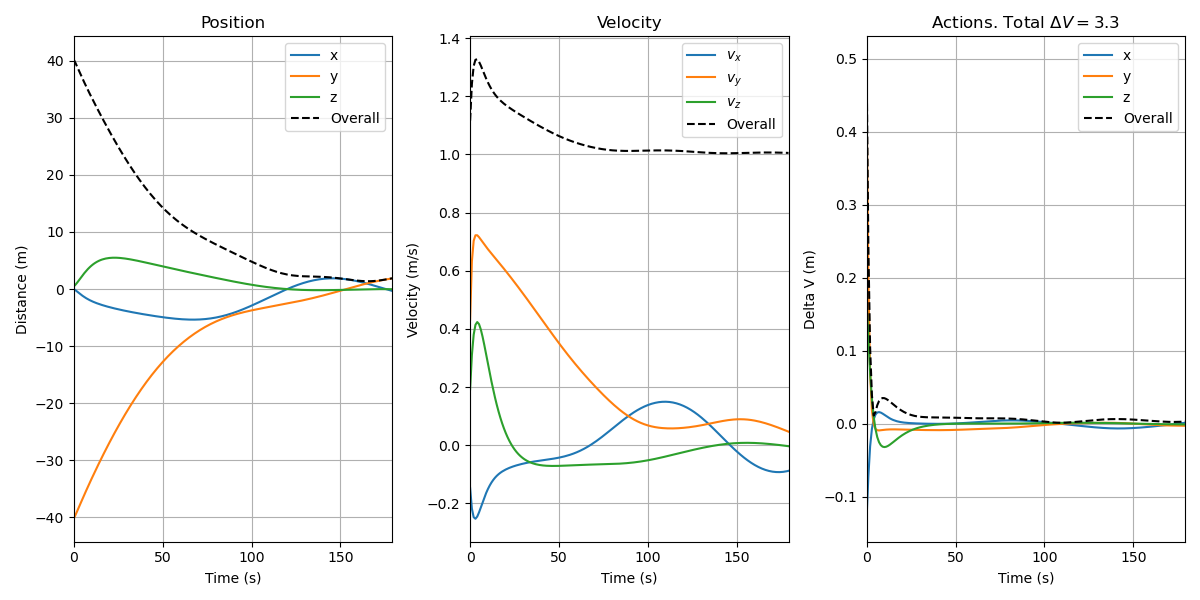 Position
Distance (m)
40
30
20
10
0
−10
−20
−30
−40
x
y
z
Overall
0
50
100
150
Time (s)
Velocity
Velocity (m/s)
1.4
1.2
1.0
0.8
0.6
0.4
0.2
0.0
−0.2
vx
vy
vz
Overall
0
50
100
150
Time (s)
Actions. Total ΔV = 3.3
Delta V (m)
0.5
0.4
0.3
0.2
0.1
0.0
−0.1
x
y
z
Overall
0
50
100
150
Time (s)